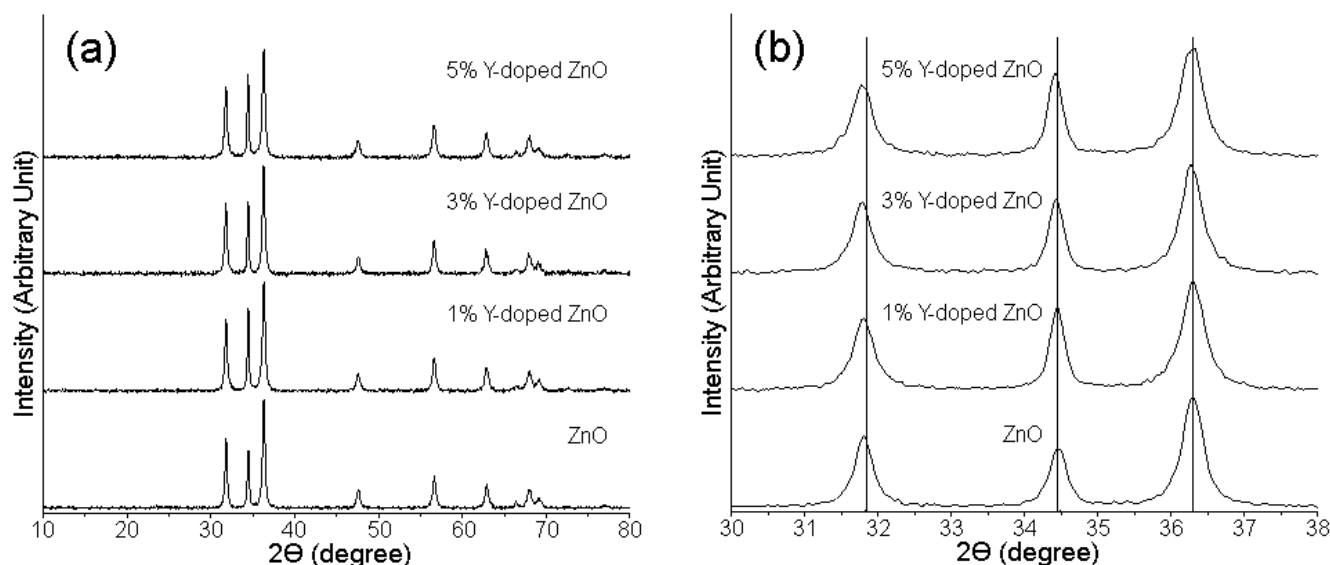 (a)
5% Y-doped ZnO
3% Y-doped ZnO
1% Y-doped ZnO
ZnO
Intensity (Arbitrary Unit)
10 20 30 40 50 60 70 80
2Θ (degree)
(b)
5% Y-doped ZnO
3% Y-doped ZnO
1% Y-doped ZnO
ZnO
Intensity (Arbitrary Unit)
30 31 32 33 34 35 36 37 38
2Θ (degree)